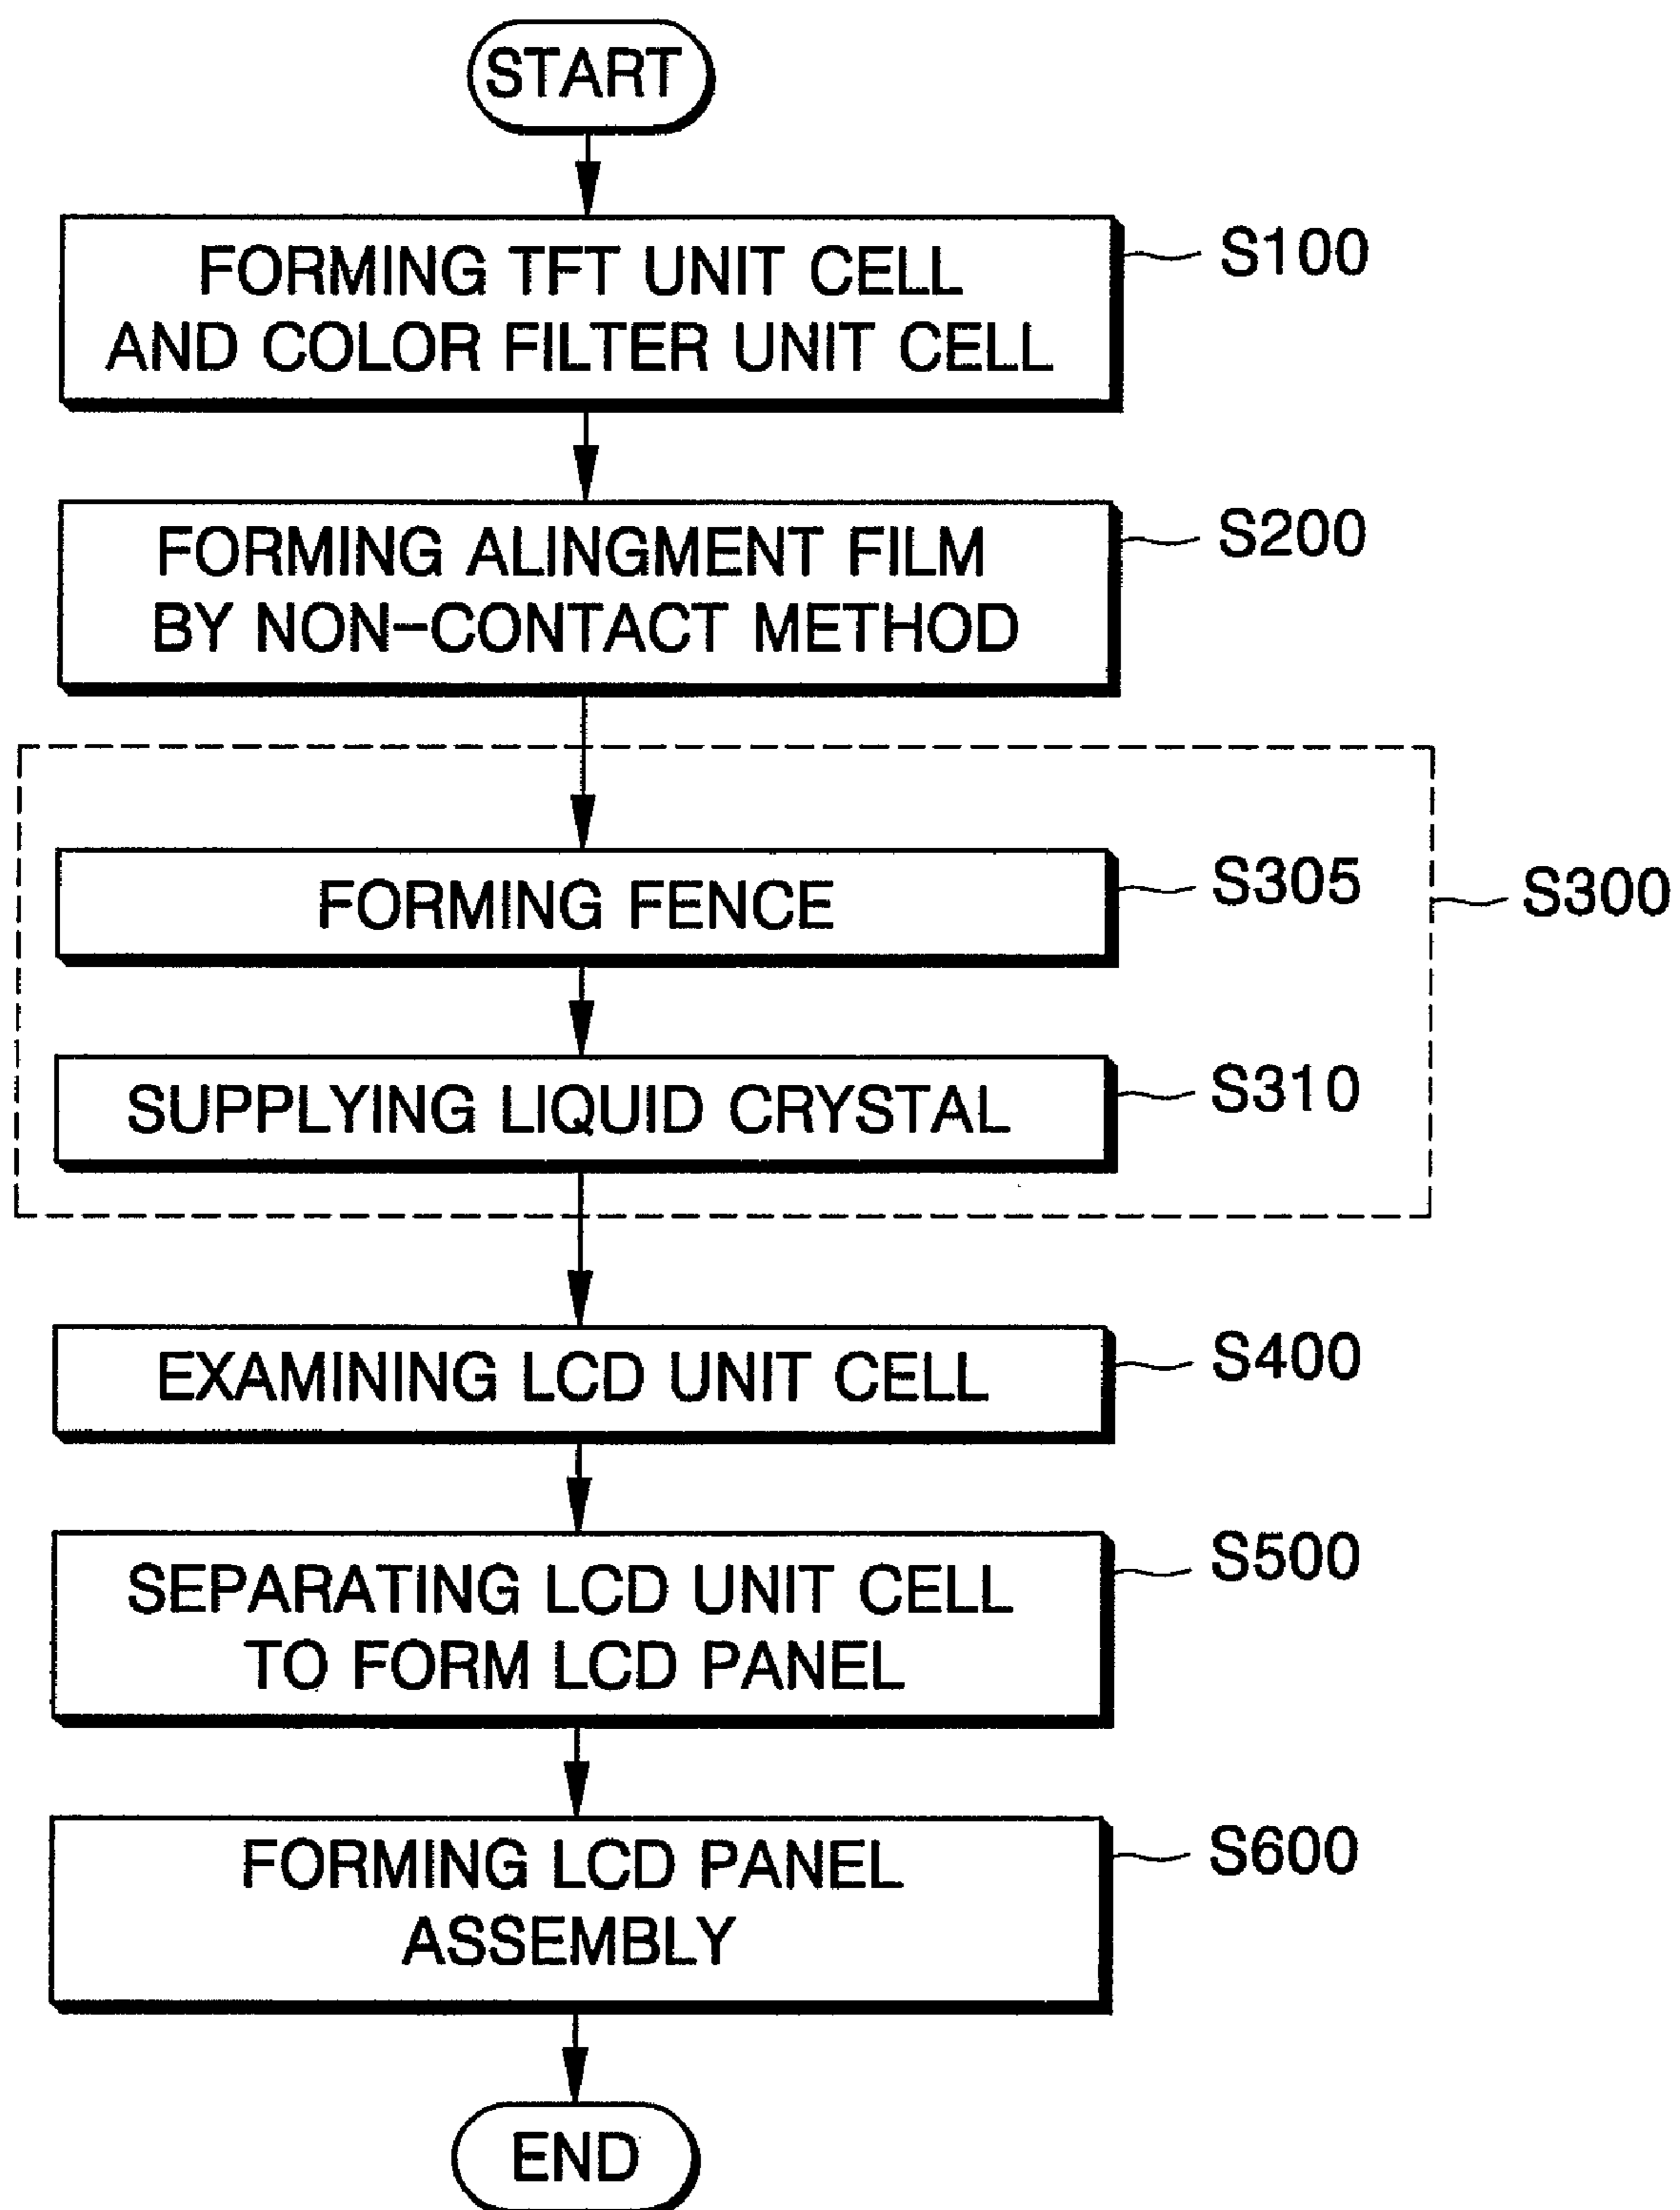 START
FORMING TFT UNIT CELL
AND COLOR FILTER UNIT CELL
S100
FORMING ALINGMENT FILM
BY NON-CONTACT METHOD
S200
FORMING FENCE
S305
S300
SUPPLYING LIQUID CRYSTAL
S310
EXAMINING LCD UNIT CELL
S400
SEPARATING LCD UNIT CELL
TO FORM LCD PANEL
S500
FORMING LCD PANEL
ASSEMBLY
S600
END